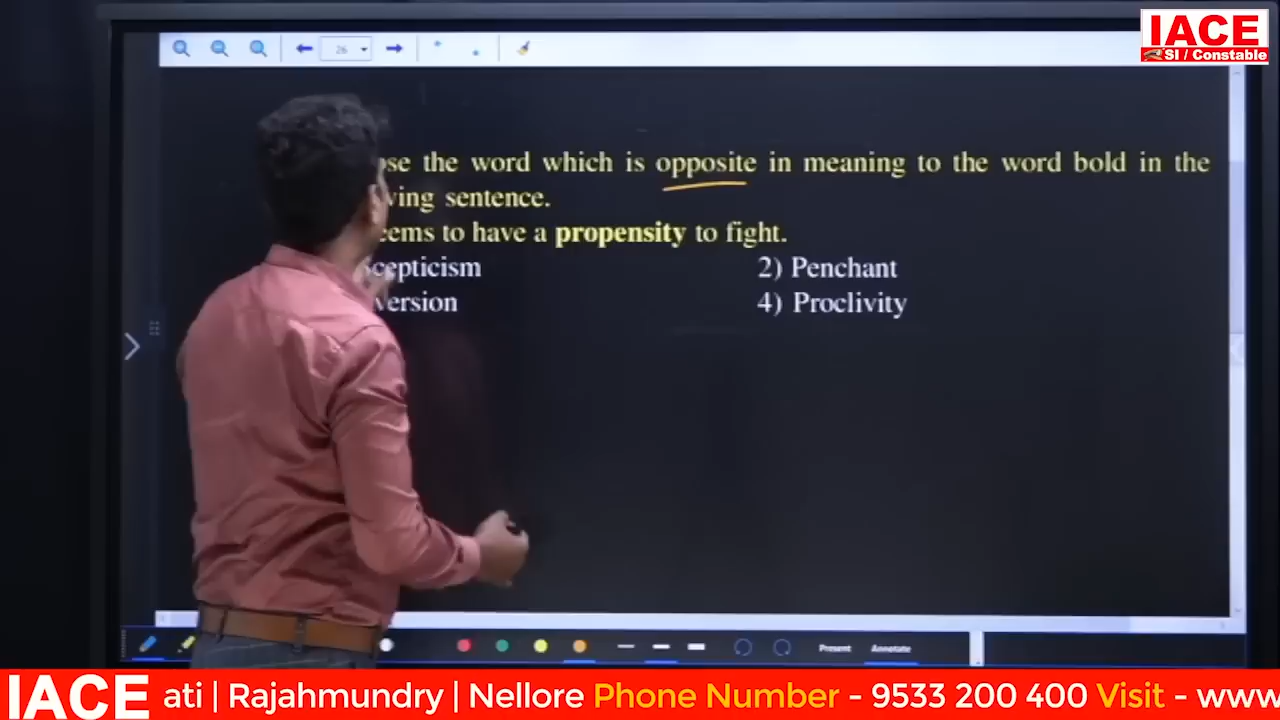 IACE
SI / Constable
26
ose the word which is opposite in meaning to the word bold in the
wing sentence.
eems to have a propensity to fight.
Scepticism 2) Penchant
version 4) Proclivity
Present Annotate
IACE ati | Rajahmundry | Nellore Phone Number - 9533 200 400 Visit - www